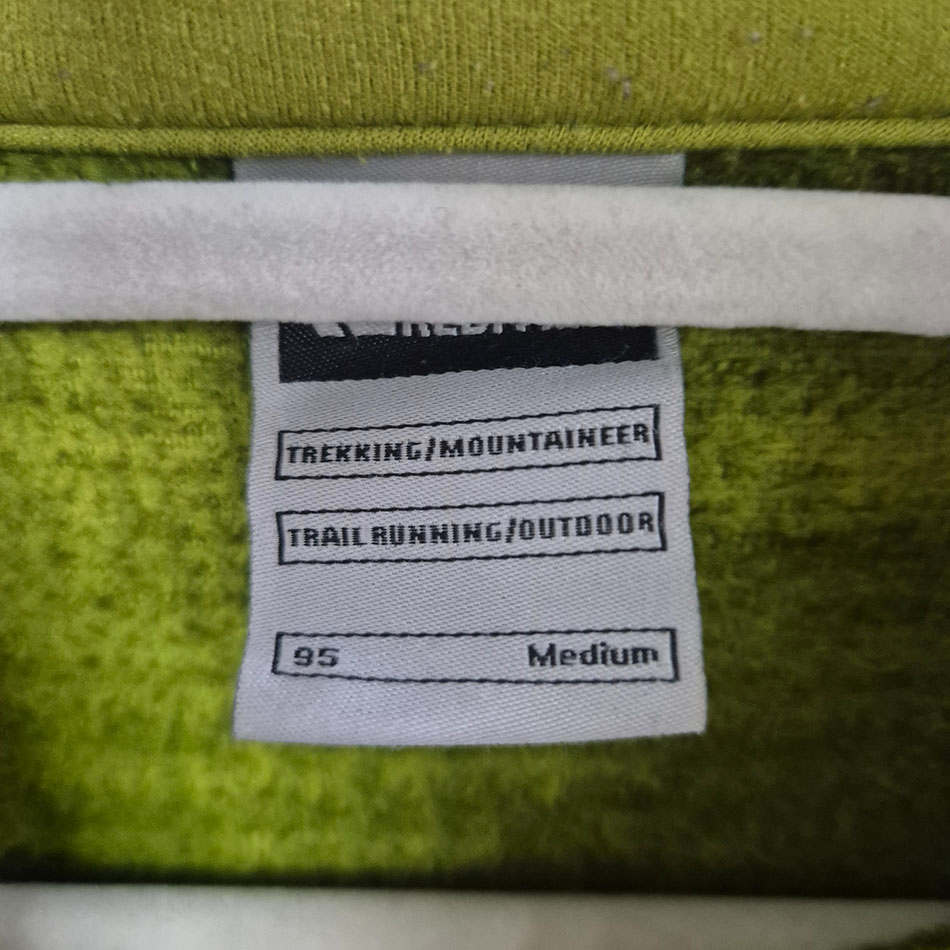 TREKKING/MOUNTAINEER
TRAIL RUNNING/OUTDOOR
95 Medium